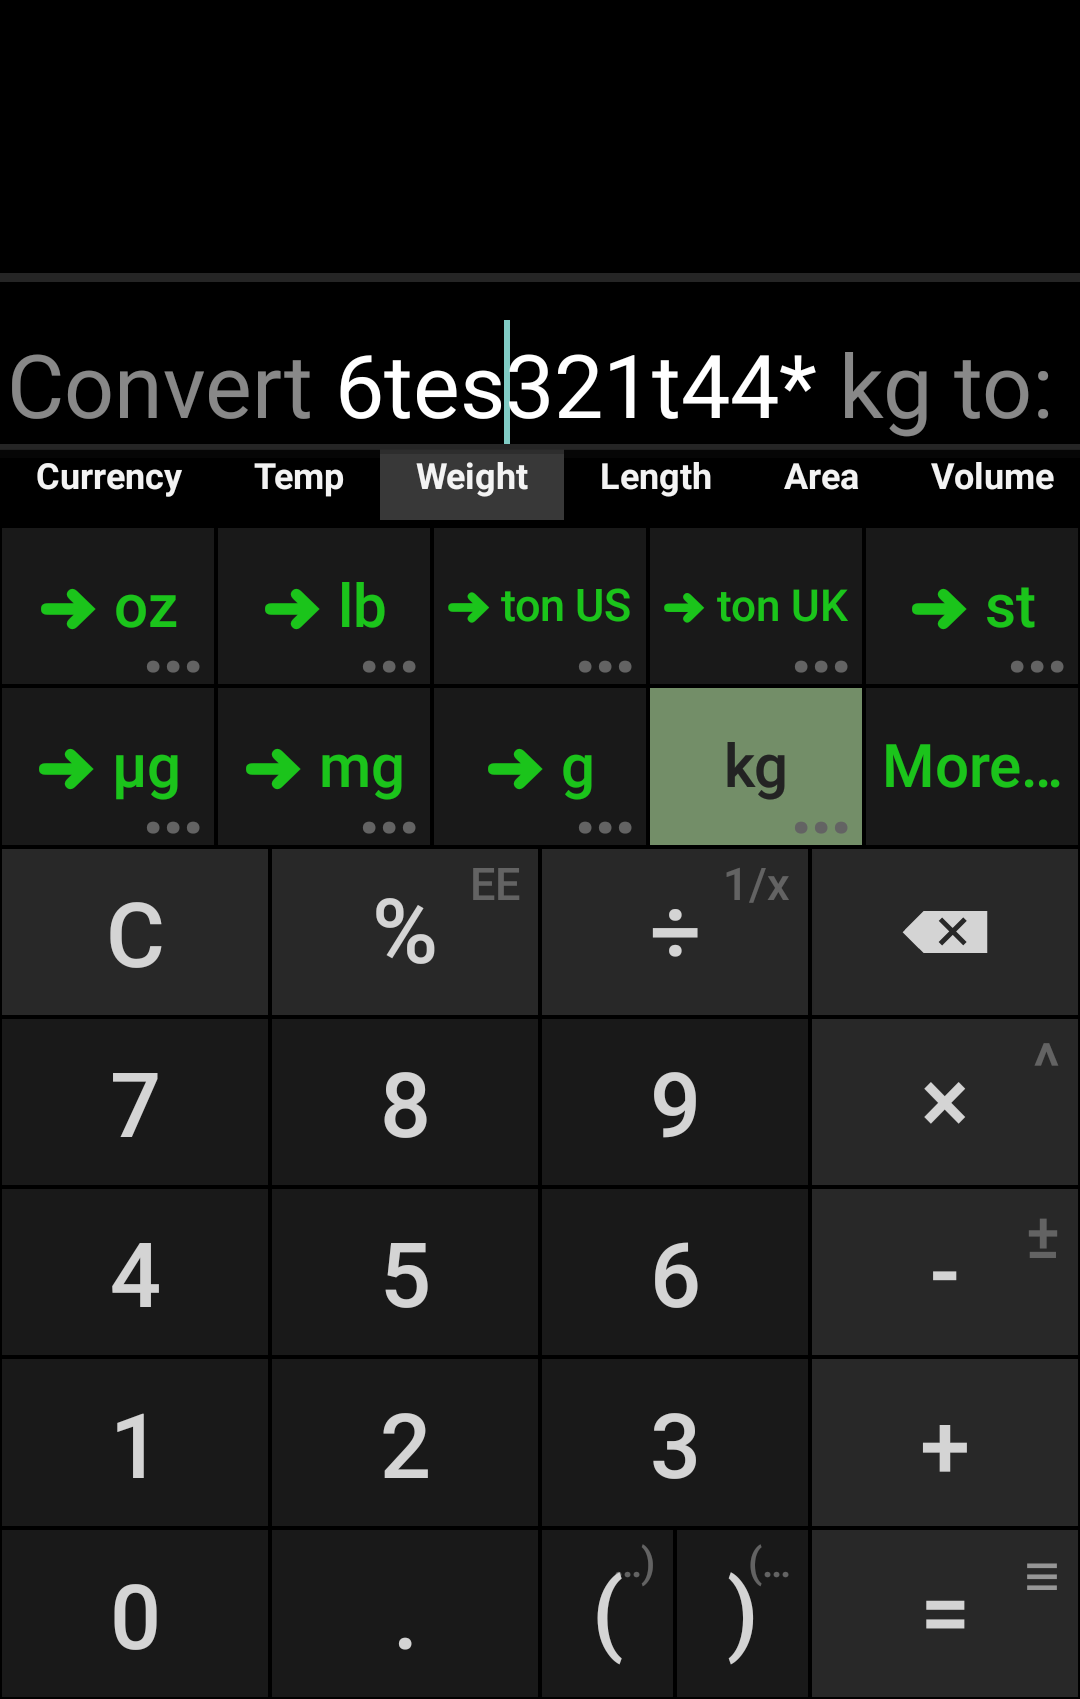 Convert 6tes321t44* kg to:
Currency Temp Weight Length Area Volume
➔ oz ➔ lb ➔ ton US ➔ ton UK ➔ st
➔ µg ➔ mg ➔ g kg More...
C % EE ÷ 1/x
7 8 9 × ^
4 5 6 - ±
1 2 3 +
0 . ( ..) ) (... =